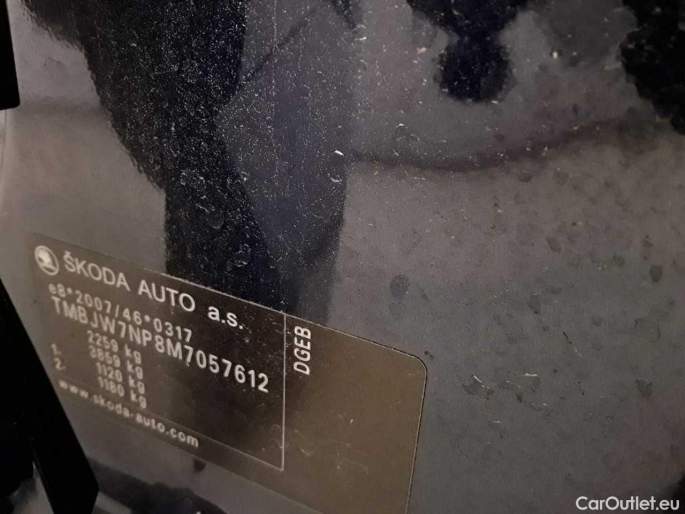 ŠKODA AUTO a.s.
e8*2007/46*0317
TMBJW7NP8M7057612
2259 kg
3859 kg
1- 1120 kg
2- 1180 kg
www.skoda-auto.com
DGEB
CarOutlet.eu